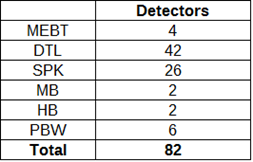 Detectors
MEBT 4
DTL 42
SPK 26
MB 2
HB 2
PBW 6
Total 82